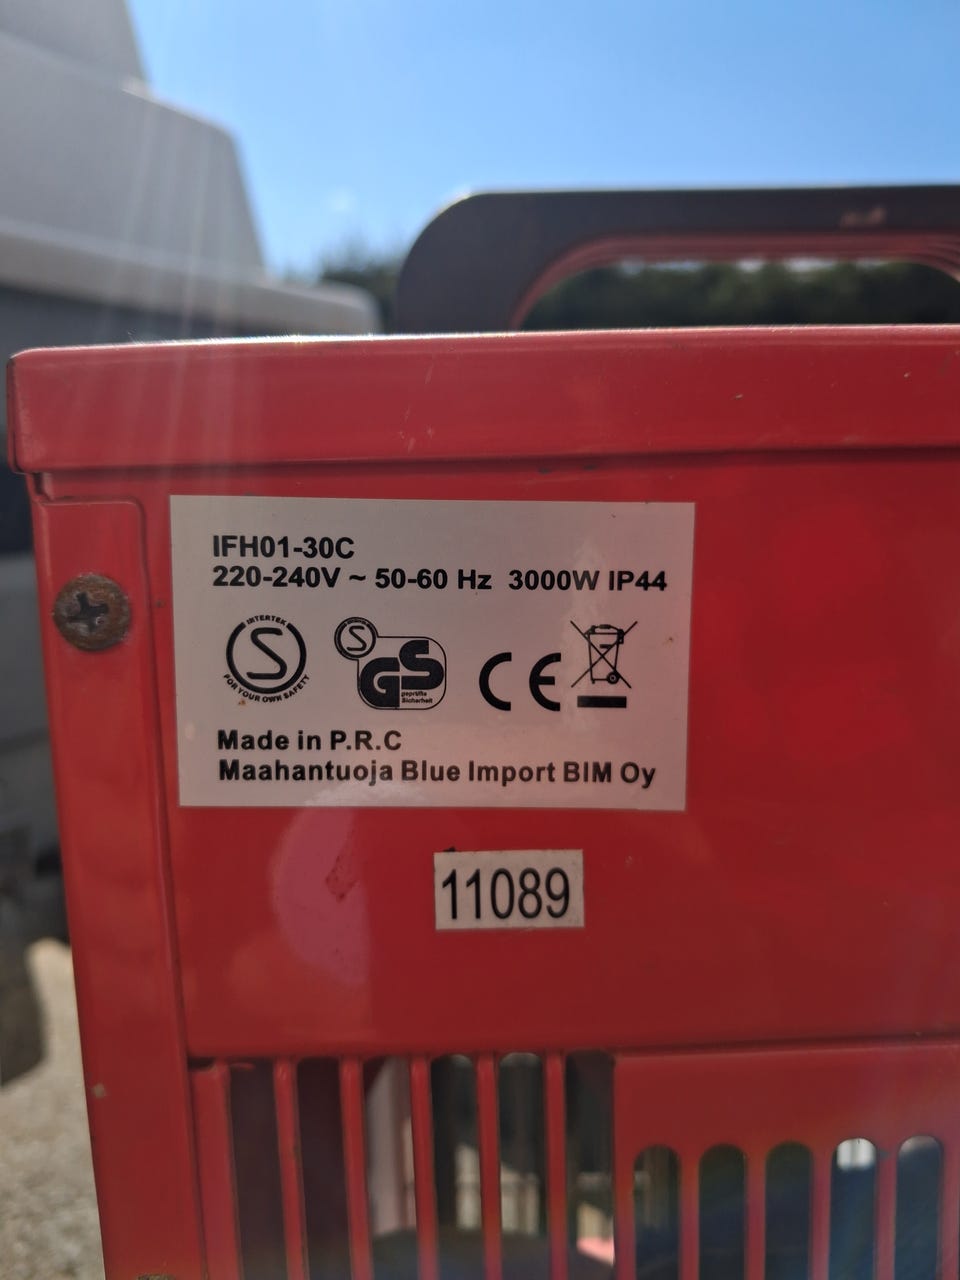 IFH01-30C
220-240V ~ 50-60 Hz 3000W IP44
INTERTEK
S
FOR YOUR OWN SAFETY
S
GS
geprüfte
Sicherheit
CE
Made in P.R.C
Maahantuoja Blue Import BIM Oy
11089